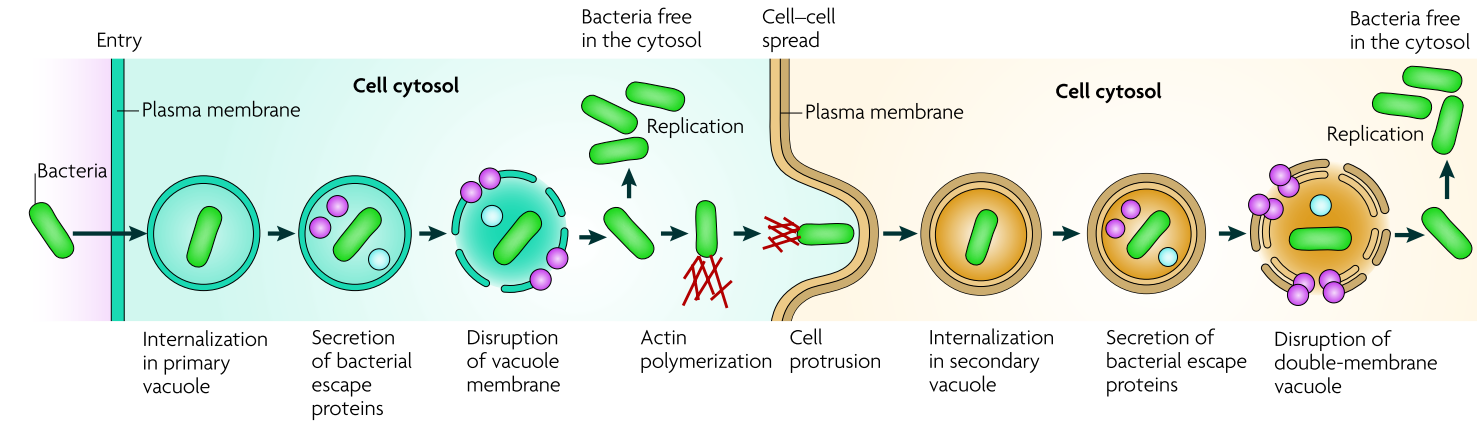 Entry
Bacteria free
in the cytosol
Cell–cell
spread
Bacteria free
in the cytosol
Cell cytosol
Cell cytosol
Plasma membrane
Plasma membrane
Replication
Replication
Bacteria
Internalization
in primary
vacuole
Secretion
of bacterial
escape
proteins
Disruption
of vacuole
membrane
Actin
polymerization
Cell
protrusion
Internalization
in secondary
vacuole
Secretion of
bacterial escape
proteins
Disruption of
double-membrane
vacuole